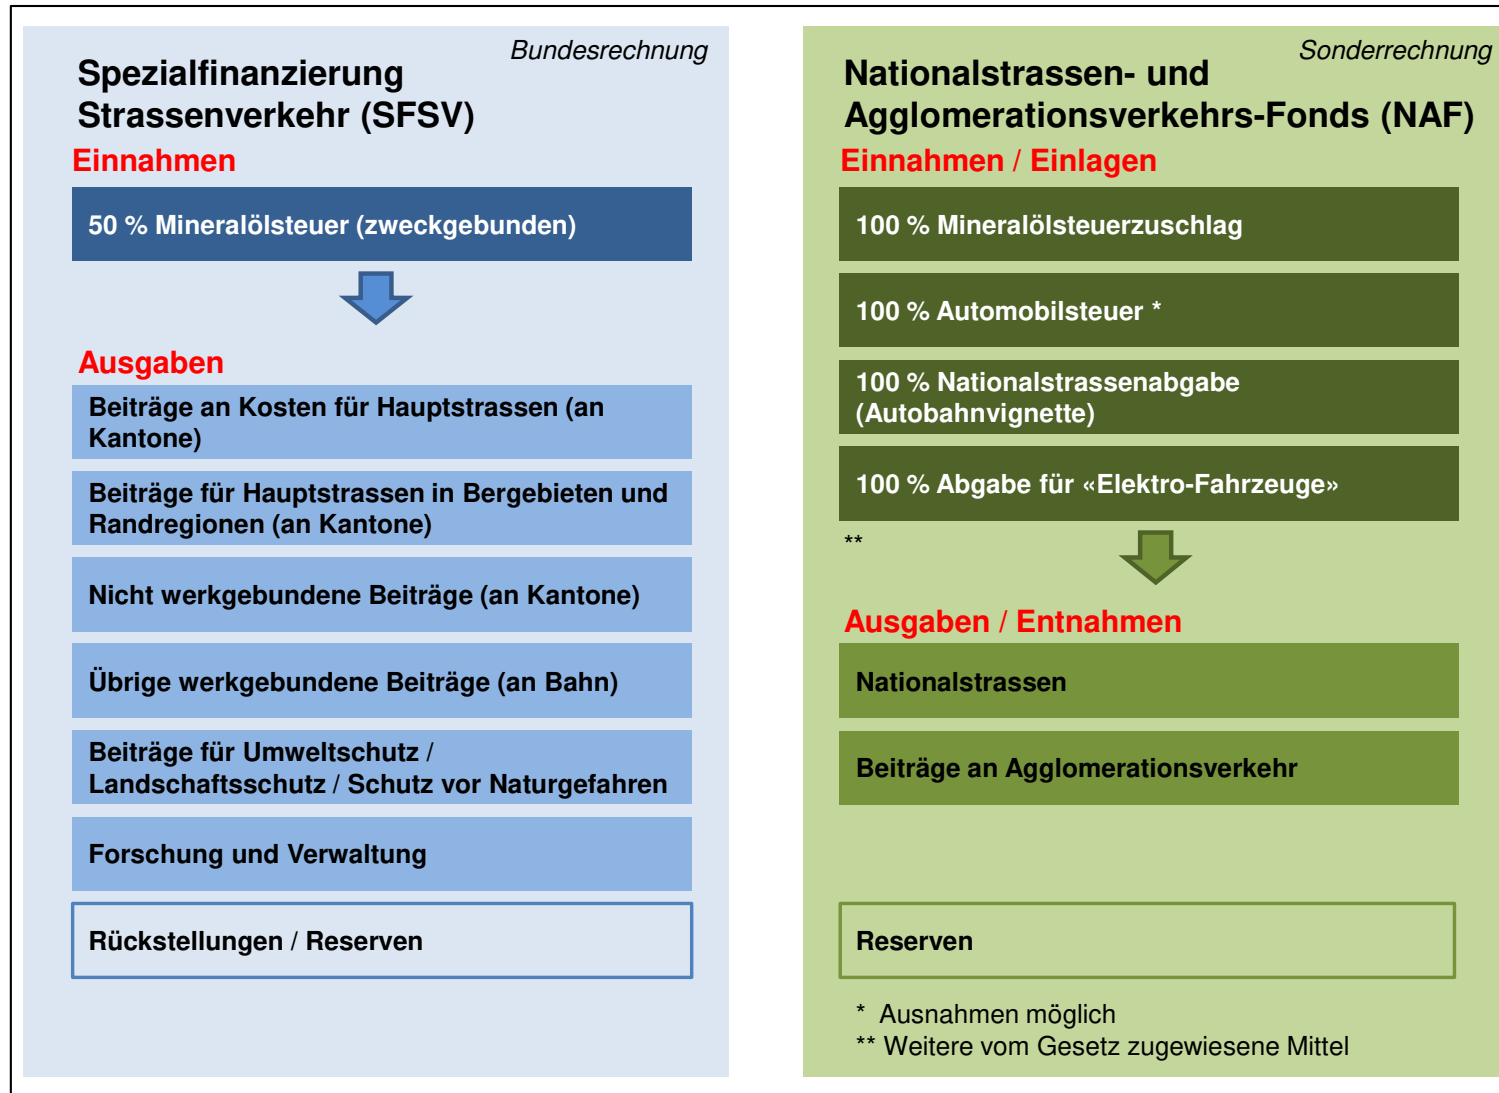 Bundesrechnung
Spezialfinanzierung
Strassenverkehr (SFSV)
Einnahmen
50 % Mineralölsteuer (zweckgebunden)
Ausgaben
Beiträge an Kosten für Hauptstrassen (an
Kantone)
Beiträge für Hauptstrassen in Bergebieten und
Randregionen (an Kantone)
Nicht werkgebundene Beiträge (an Kantone)
Übrige werkgebundene Beiträge (an Bahn)
Beiträge für Umweltschutz /
Landschaftsschutz / Schutz vor Naturgefahren
Forschung und Verwaltung
Rückstellungen / Reserven
Sonderrechnung
Nationalstrassen- und
Agglomerationsverkehrs-Fonds (NAF)
Einnahmen / Einlagen
100 % Mineralölsteuerzuschlag
100 % Automobilsteuer *
100 % Nationalstrassenabgabe
(Autobahnvignette)
100 % Abgabe für «Elektro-Fahrzeuge»
**
Ausgaben / Entnahmen
Nationalstrassen
Beiträge an Agglomerationsverkehr
Reserven
* Ausnahmen möglich
** Weitere vom Gesetz zugewiesene Mittel